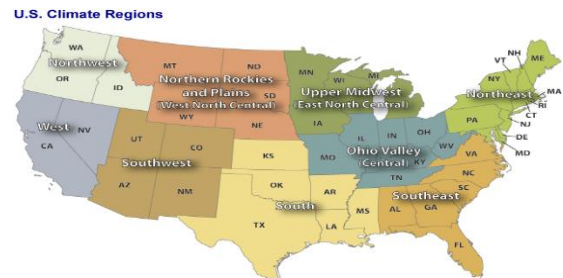 U.S. Climate Regions
WA
Northwest
OR
ID
MT
ND
Northern Rockies
and Plains
(West North Central)
SD
WY
NE
MN
WI
MI
Upper Midwest
(East North Central)
IA
VT
NH
ME
NY
Northeast
MA
RI
CT
PA
NJ
DE
MD
West
NV
CA
UT
CO
Southwest
AZ
NM
KS
OK
AR
South
TX
LA
MS
IL
IN
OH
WV
MO
Ohio Valley
(Central)
KY
TN
VA
NC
SC
Southeast
AL
GA
FL